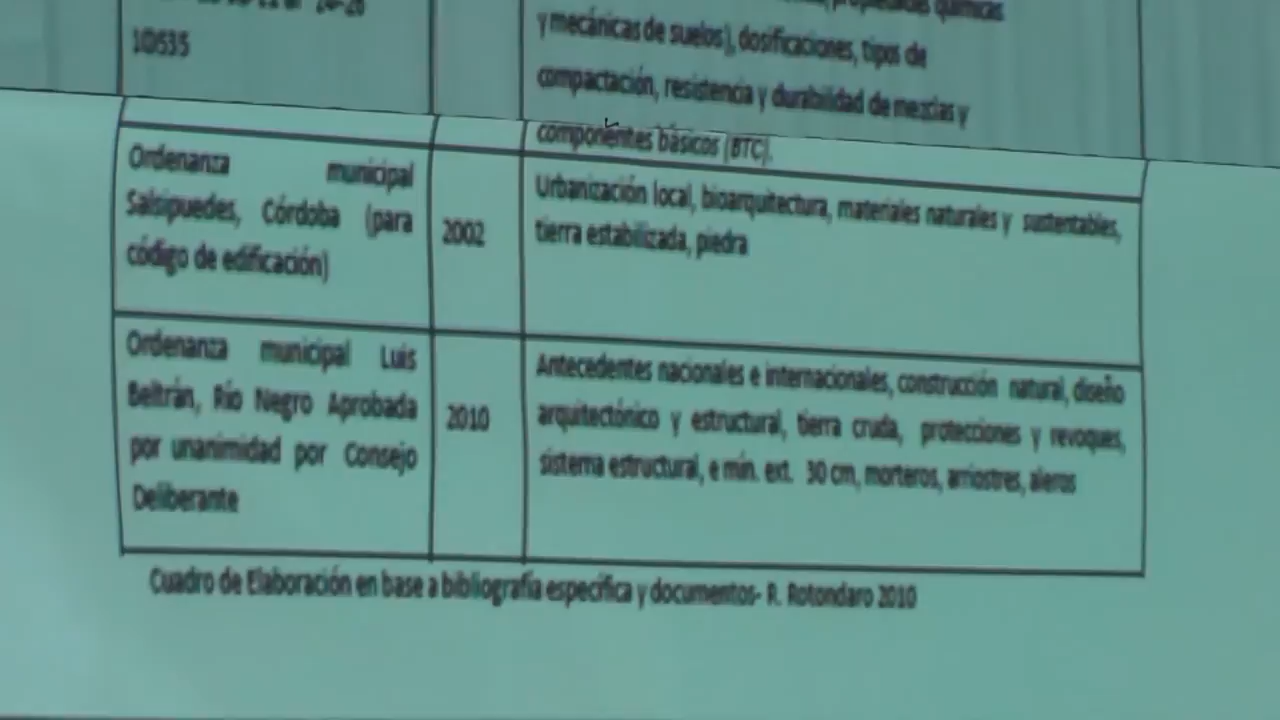 10535
propiedades químicas
y mecánicas de suelos), dosificaciones, tipos de
compactación, resistencia y durabilidad de mezclas y
componentes básicos (BTC).
Ordenanza municipal
Salsipuedes, Córdoba (para
código de edificación)
2002
Urbanización local, bioarquitectura, materiales naturales y sustentables,
tierra estabilizada, piedra
Ordenanza municipal Luis
Beltrán, Río Negro Aprobada
por unanimidad por Consejo
Deliberante
2010
Antecedentes nacionales e internacionales, construcción natural, diseño
arquitectónico y estructural, tierra cruda, protecciones y revoques,
sistema estructural, e mín. ext. 30 cm, morteros, arriostres, aleros
Cuadro de Elaboración en base a bibliografía específica y documentos- R. Rotondaro 2010